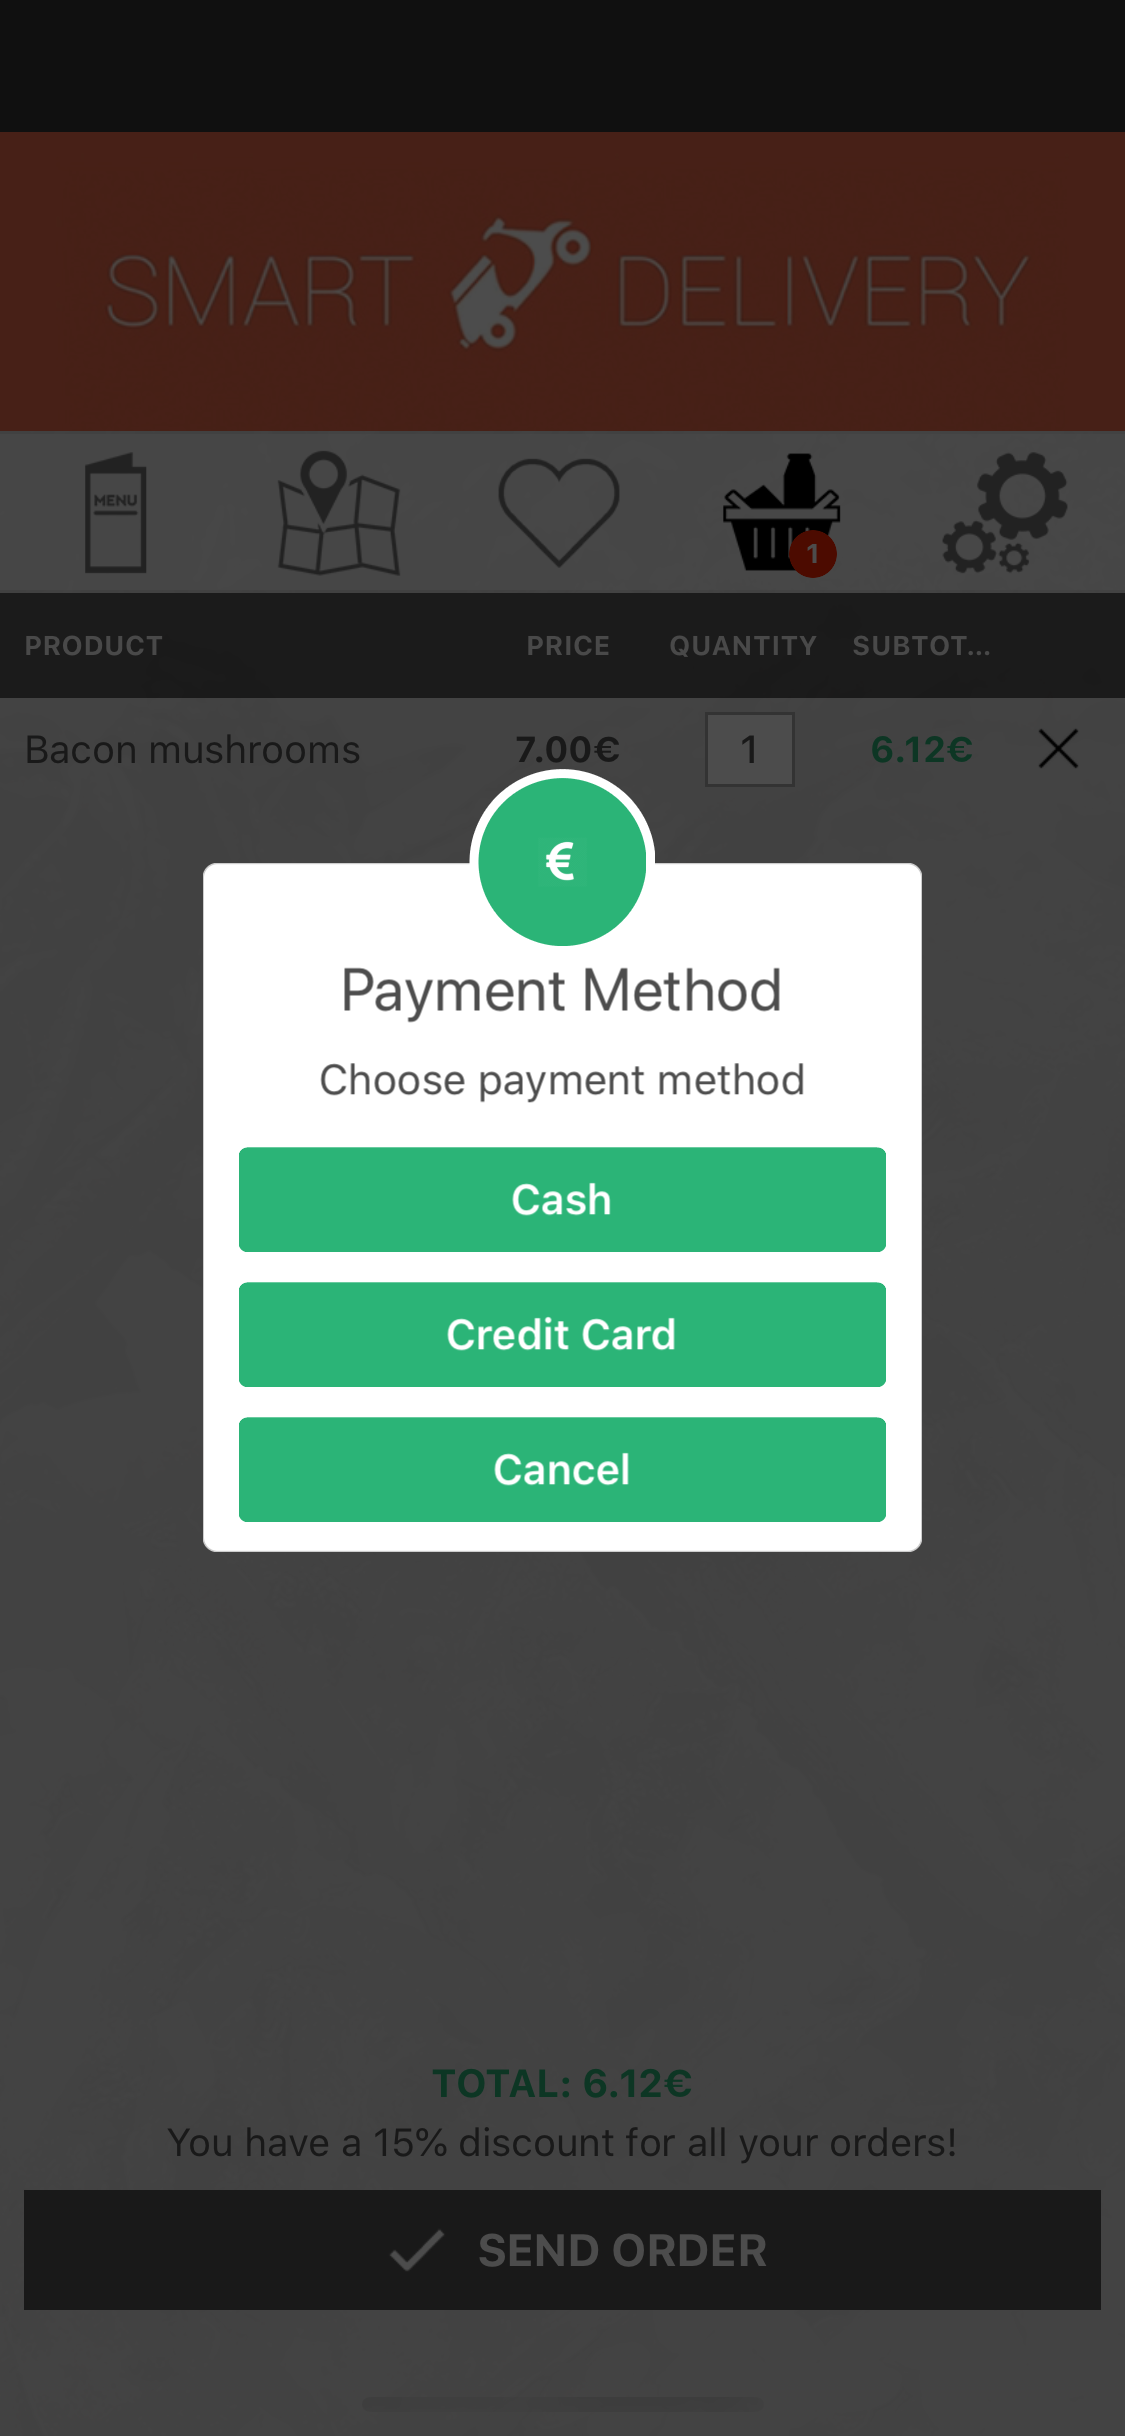 SMART DELIVERY
MENU
1
PRODUCT PRICE QUANTITY SUBTOT...
Bacon mushrooms 7.00€ 1 6.12€
€
Payment Method
Choose payment method
Cash
Credit Card
Cancel
TOTAL: 6.12€
You have a 15% discount for all your orders!
SEND ORDER